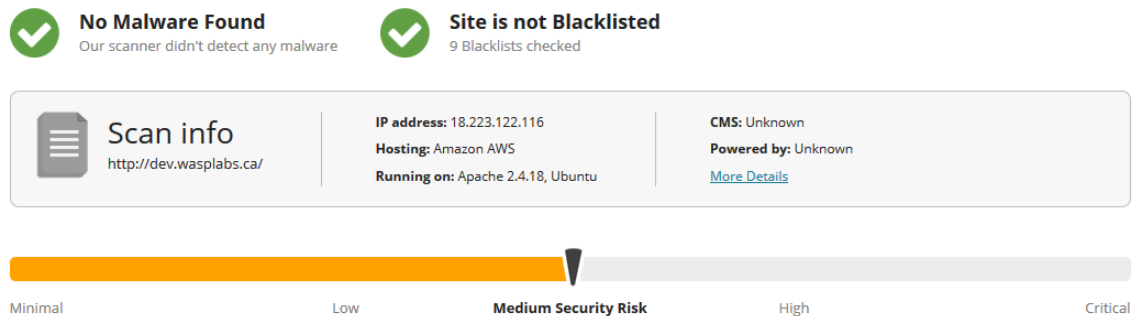 No Malware Found
Our scanner didn't detect any malware
Site is not Blacklisted
9 Blacklists checked
Scan info
http://dev.wasplabs.ca/
IP address: 18.223.122.116
Hosting: Amazon AWS
Running on: Apache 2.4.18, Ubuntu
CMS: Unknown
Powered by: Unknown
More Details
Minimal
Low
Medium Security Risk
High
Critical